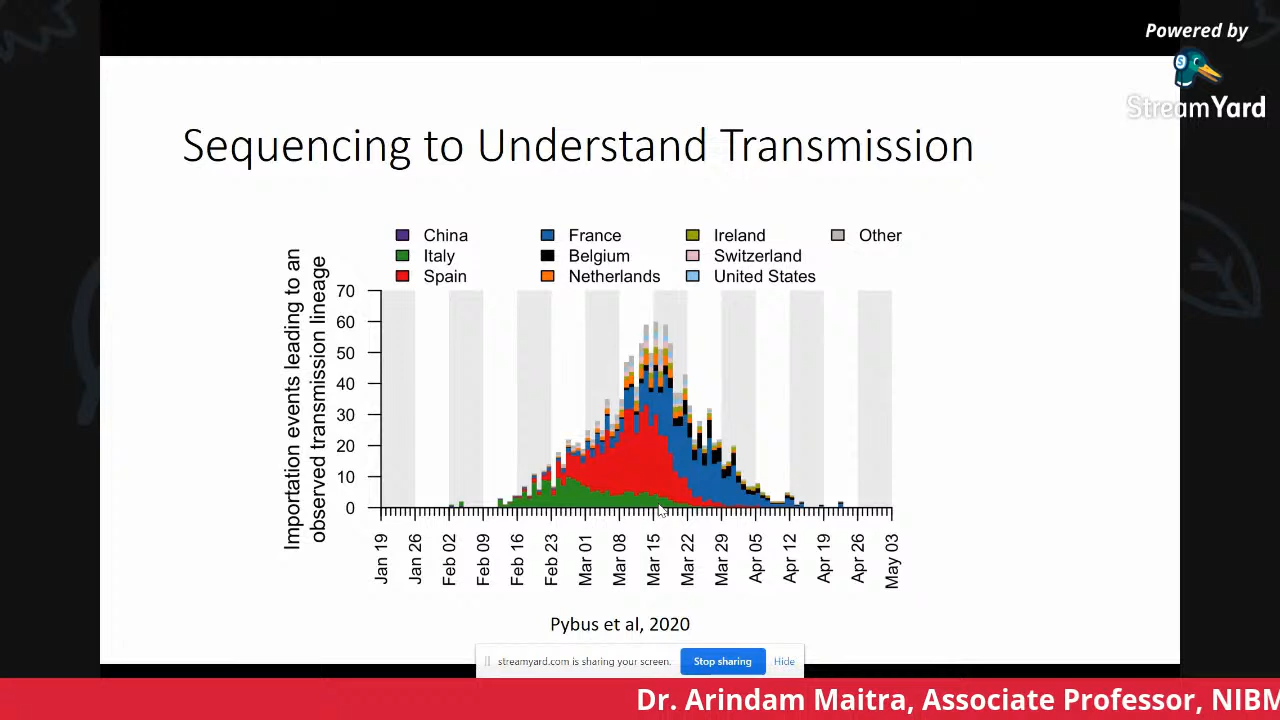 Powered by
StreamYard
Sequencing to Understand Transmission
China
France
Ireland
Other
Italy
Belgium
Switzerland
Spain
Netherlands
United States
Importation events leading to an
observed transmission lineage
70
60
50
40
30
20
10
0
Jan 19
Jan 26
Feb 02
Feb 09
Feb 16
Feb 23
Mar 01
Mar 08
Mar 15
Mar 22
Mar 29
Apr 05
Apr 12
Apr 19
Apr 26
May 03
Pybus et al, 2020
streamyard.com is sharing your screen.
Stop sharing
Hide
Dr. Arindam Maitra, Associate Professor, NIBM